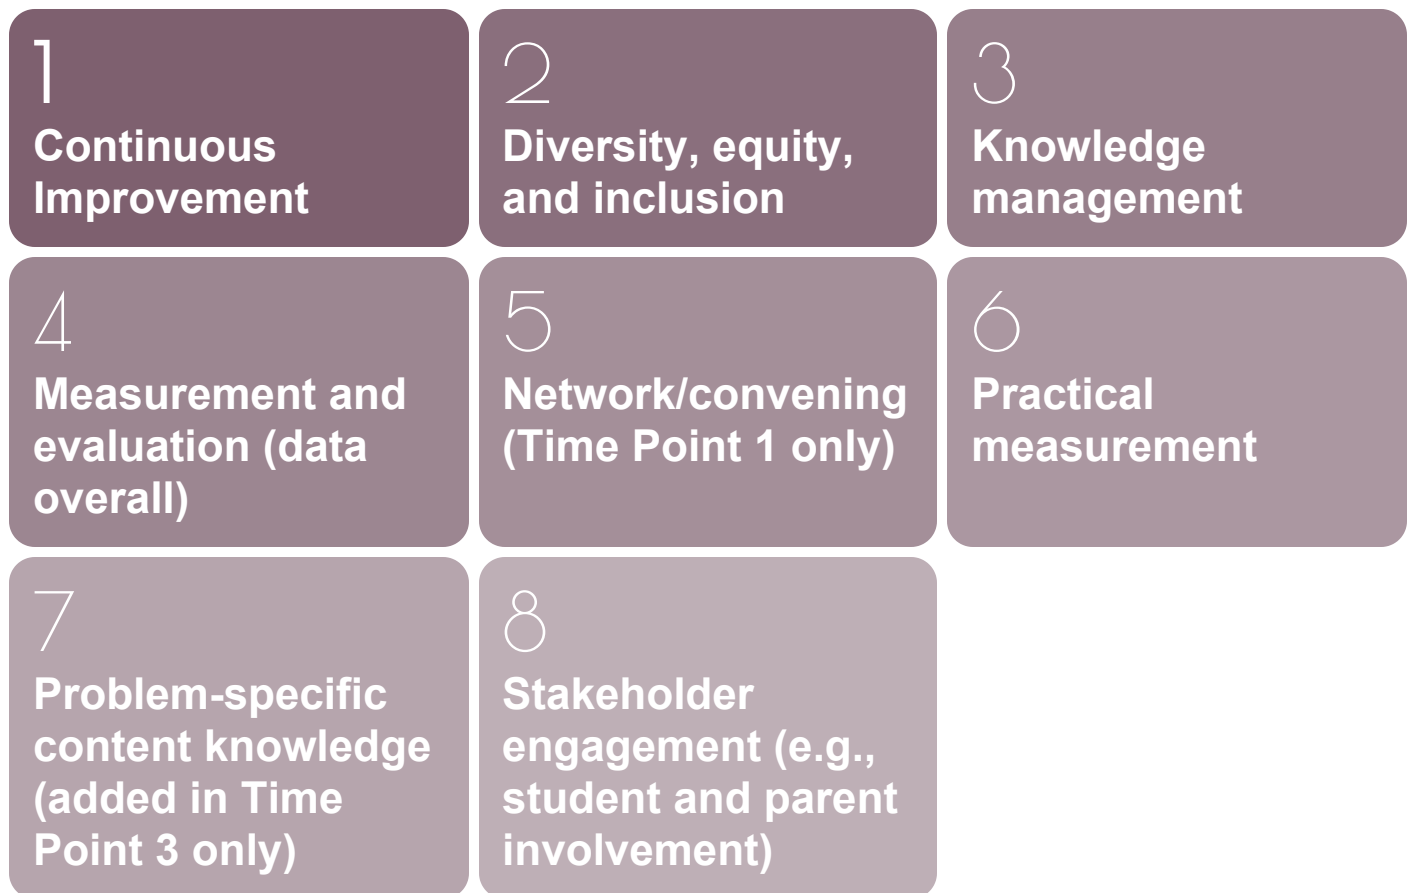 1
Continuous
Improvement
2
Diversity, equity,
and inclusion
3
Knowledge
management
4
Measurement and
evaluation (data
overall)
5
Network/convening
(Time Point 1 only)
6
Practical
measurement
7
Problem-specific
content knowledge
(added in Time
Point 3 only)
8
Stakeholder
engagement (e.g.,
student and parent
involvement)